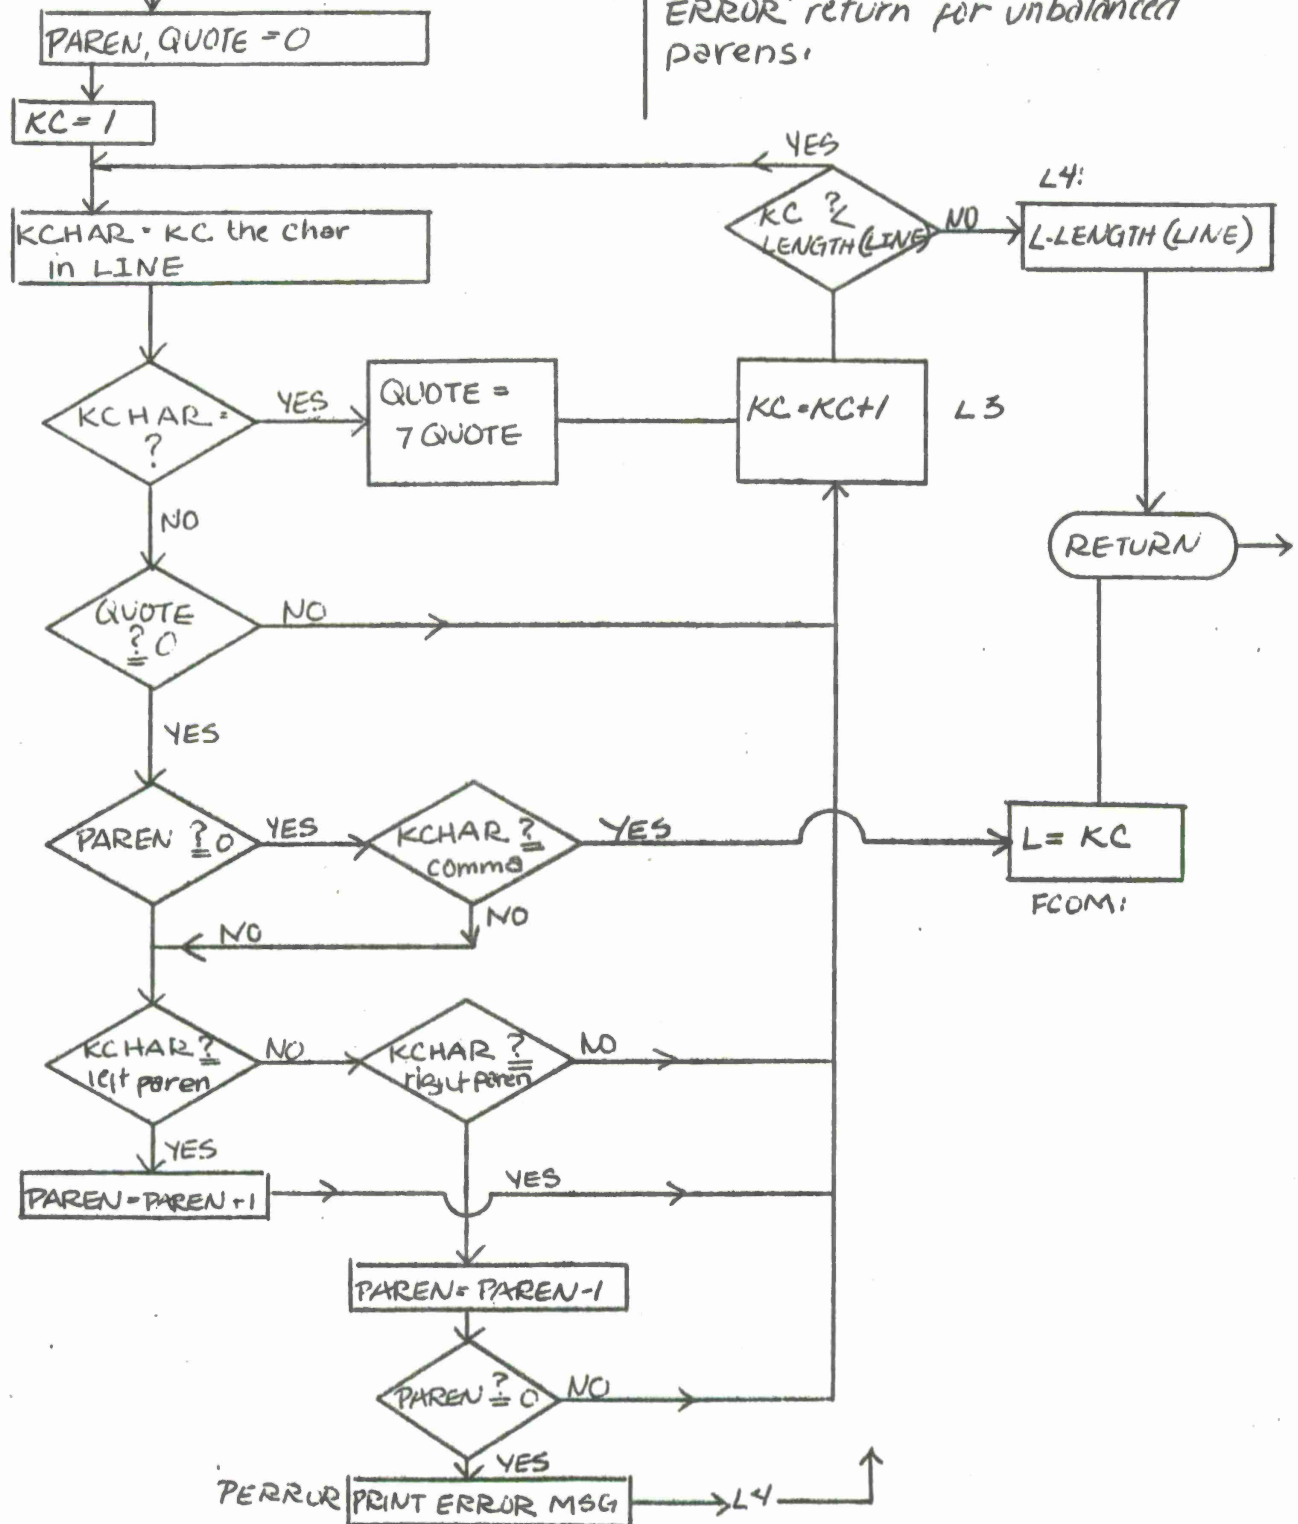 ERROR return for unbalanced
parens.
PAREN, QUOTE = 0
KC = 1
YES
KCHAR = KC the char
in LINE
KC ?<
LENGTH(LINE)
NO
L4:
L-LENGTH(LINE)
KCHAR =
?
YES
QUOTE =
7 QUOTE
KC=KC+1
L3
NO
RETURN
QUOTE
? 0
NO
YES
PAREN ? 0
YES
KCHAR ?
comma
YES
L = KC
FCOM:
NO
NO
KCHAR ?
left paren
NO
KCHAR ?
right paren
NO
YES
PAREN=PAREN+1
YES
PAREN=PAREN-1
PAREN ? 0
NO
YES
PERROR
PRINT ERROR MSG
L4